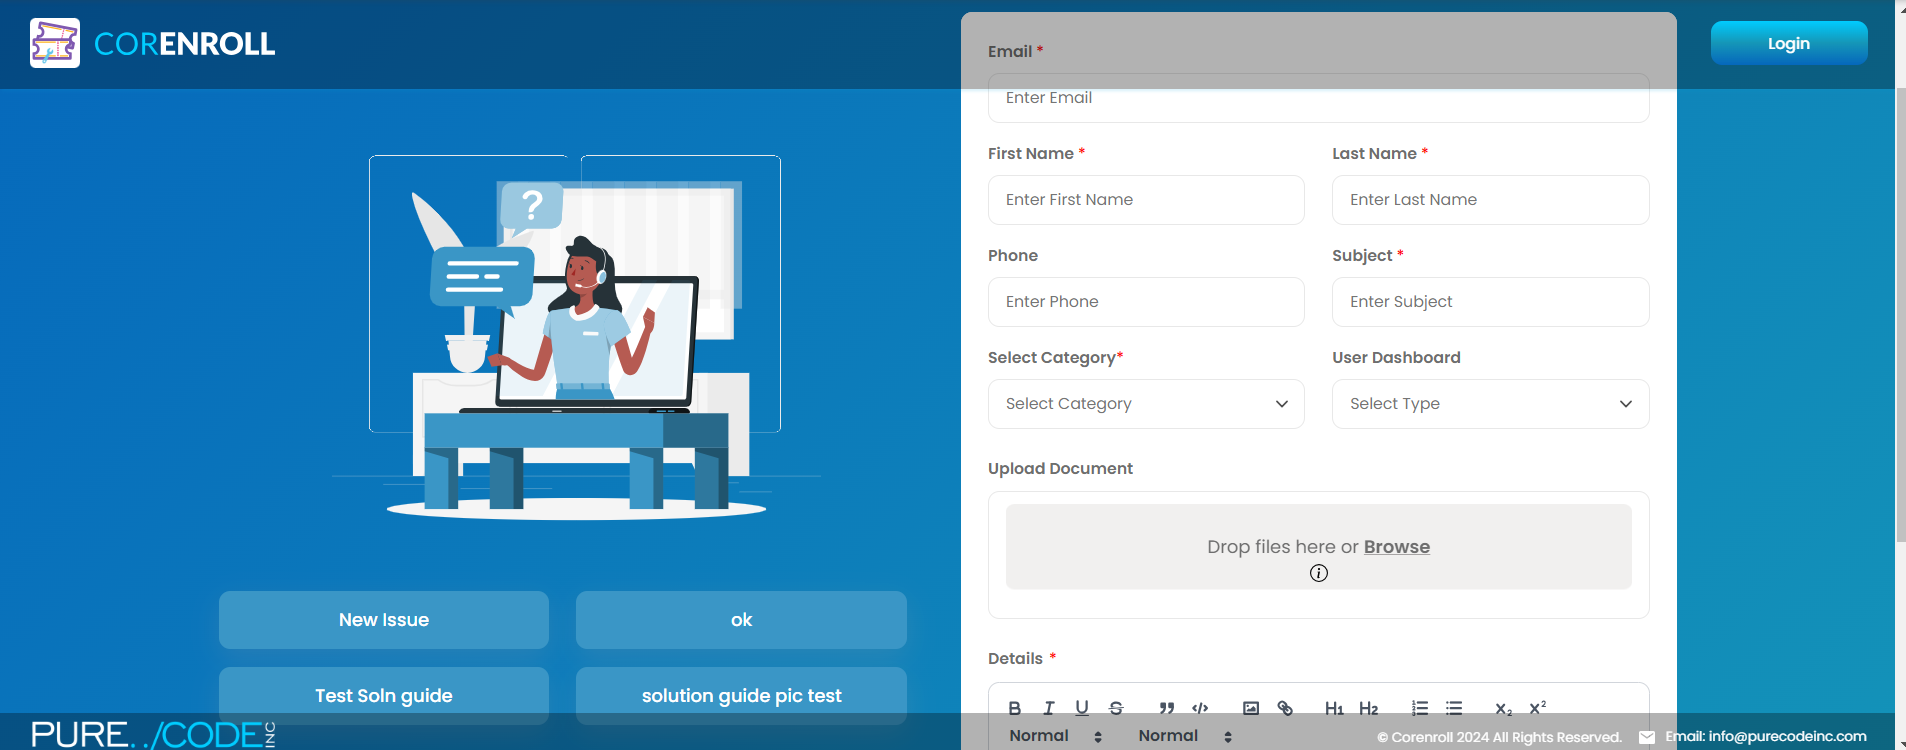 CORENROLL
Login
Email *
Enter Email
First Name *
Last Name *
Enter First Name
Enter Last Name
Phone
Subject *
Enter Phone
Enter Subject
Select Category*
User Dashboard
Select Category
Select Type
Upload Document
Drop files here or Browse
i
?
New Issue
ok
Test Soln guide
solution guide pic test
Details *
B I U S ” </> H1 H2 X2 X2
Normal
Normal
PURE../CODE INC
© Corenroll 2024 All Rights Reserved.
Email: info@purecodeinc.com